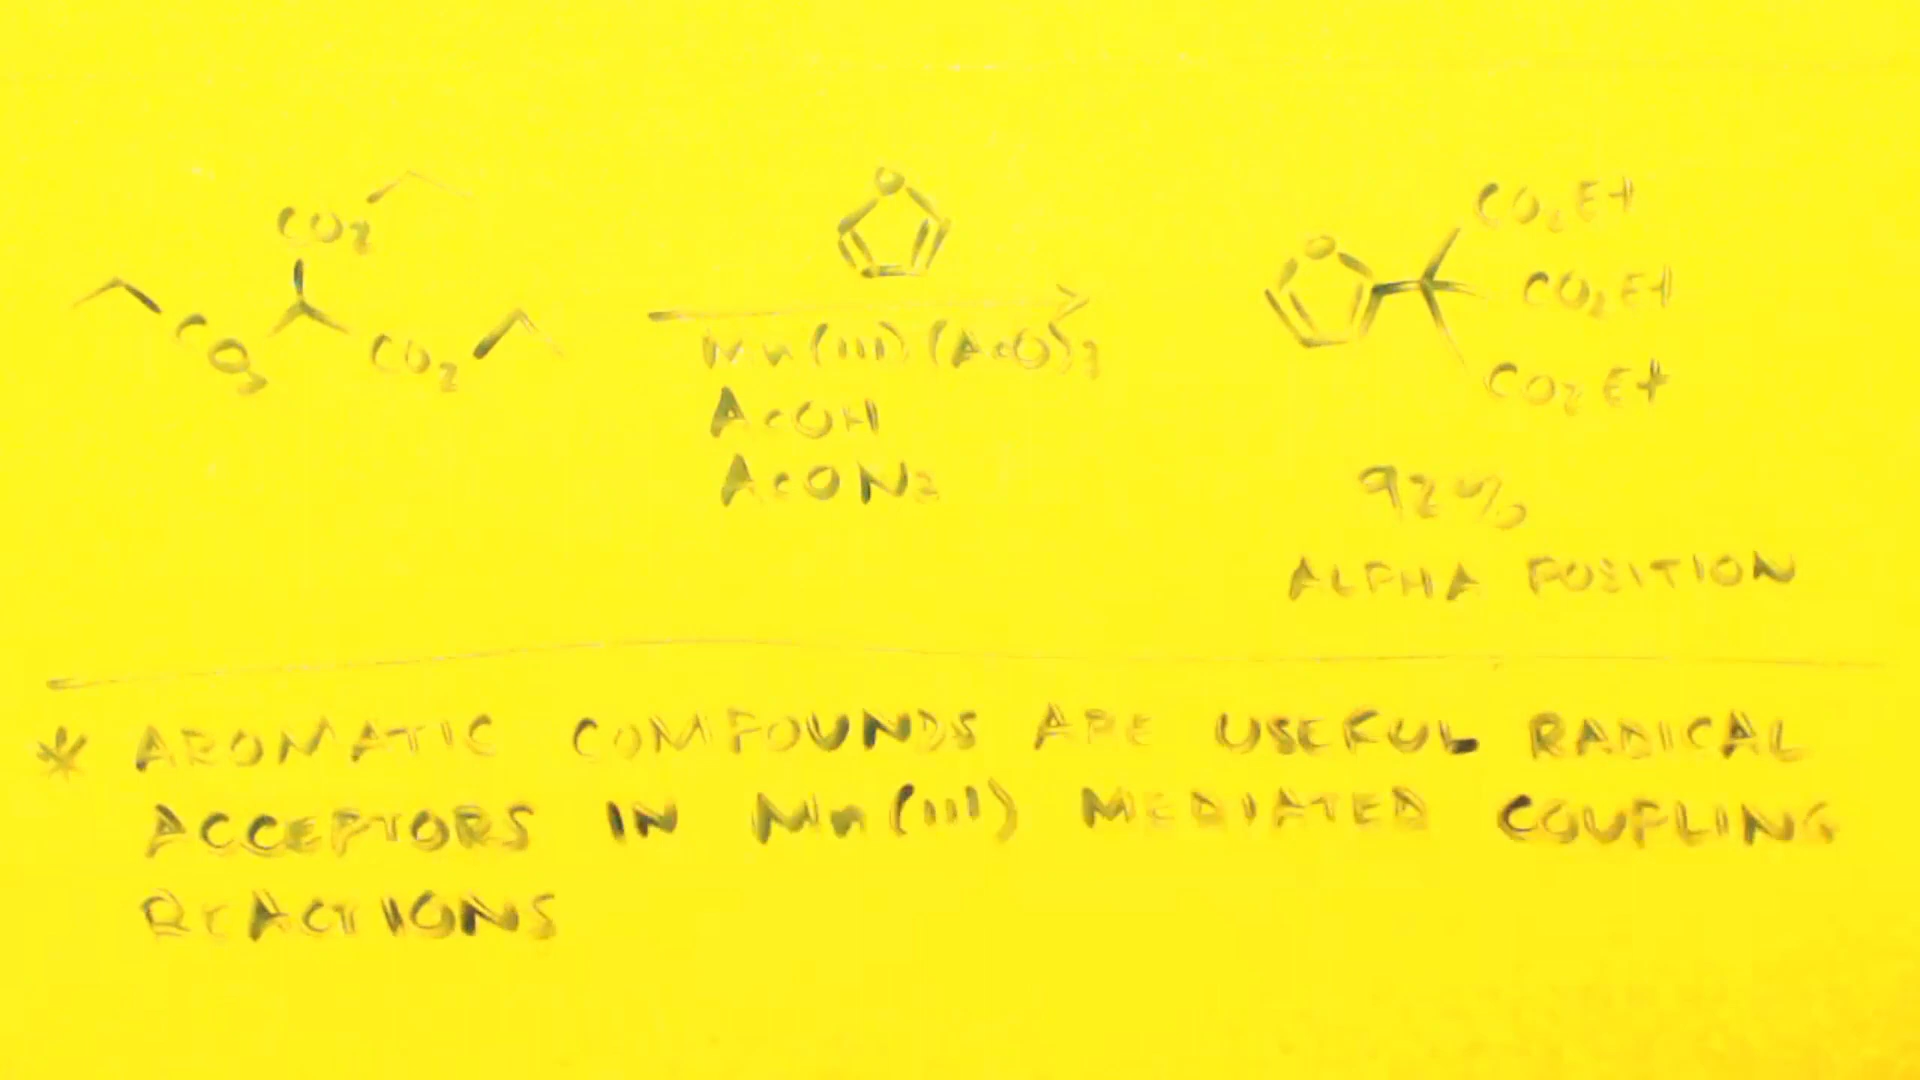 CO2
CO2
CO2
O
Mn(III)(AcO)3
AcOH
AcONa
O
CO2Et
CO2Et
CO2Et
92%
ALPHA POSITION
* AROMATIC COMPOUNDS ARE USEFUL RADICAL
ACCEPTORS IN Mn(III) MEDIATED COUPLING
REACTIONS